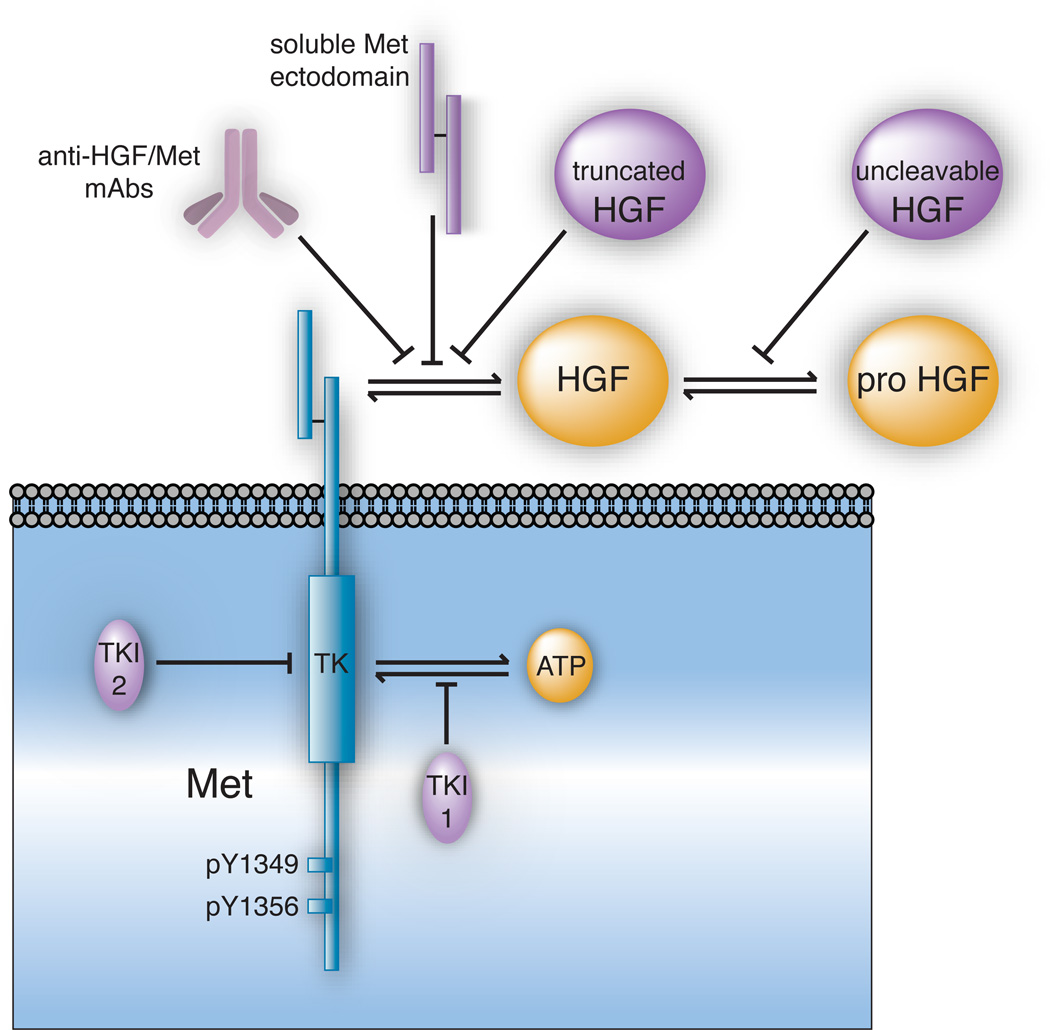 soluble Met
ectodomain
anti-HGF/Met
mAbs
truncated
HGF
uncleavable
HGF
HGF
pro HGF
TKI
2
TK
ATP
Met
TKI
1
pY1349
pY1356